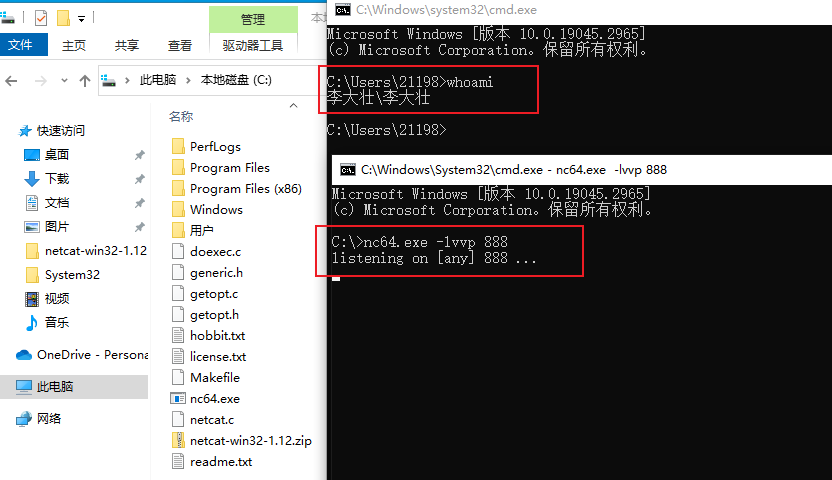 管理
本地
文件
主页
共享
查看
驱动器工具
此电脑
本地磁盘 (C:)
名称
快速访问
桌面
下载
文档
图片
netcat-win32-1.12
System32
视频
音乐
OneDrive - Persona
此电脑
网络
PerfLogs
Program Files
Program Files (x86)
Windows
用户
doexec.c
generic.h
getopt.c
getopt.h
hobbit.txt
license.txt
Makefile
nc64.exe
netcat.c
netcat-win32-1.12.zip
readme.txt
C:\Windows\system32\cmd.exe
Microsoft Windows [版本 10.0.19045.2965]
(c) Microsoft Corporation。保留所有权利。
C:\Users\21198>whoami
李大壮\李大壮
C:\Users\21198>
C:\Windows\System32\cmd.exe - nc64.exe  -lvvp 888
Microsoft Windows [版本 10.0.19045.2965]
(c) Microsoft Corporation。保留所有权利。
C:\>nc64.exe -lvvp 888
listening on [any] 888 ...